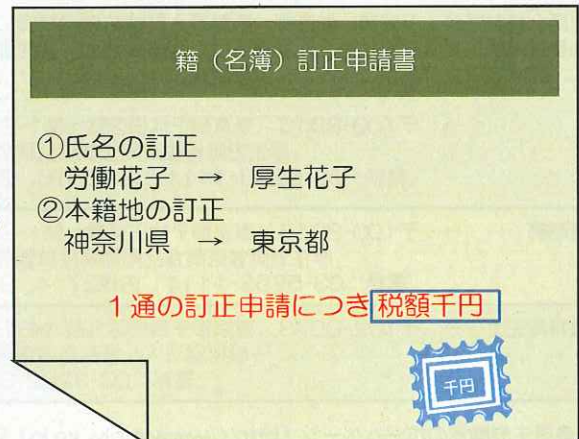 籍（名簿）訂正申請書
①氏名の訂正
労働花子 → 厚生花子
②本籍地の訂正
神奈川県 → 東京都
1通の訂正申請につき税額千円
千円